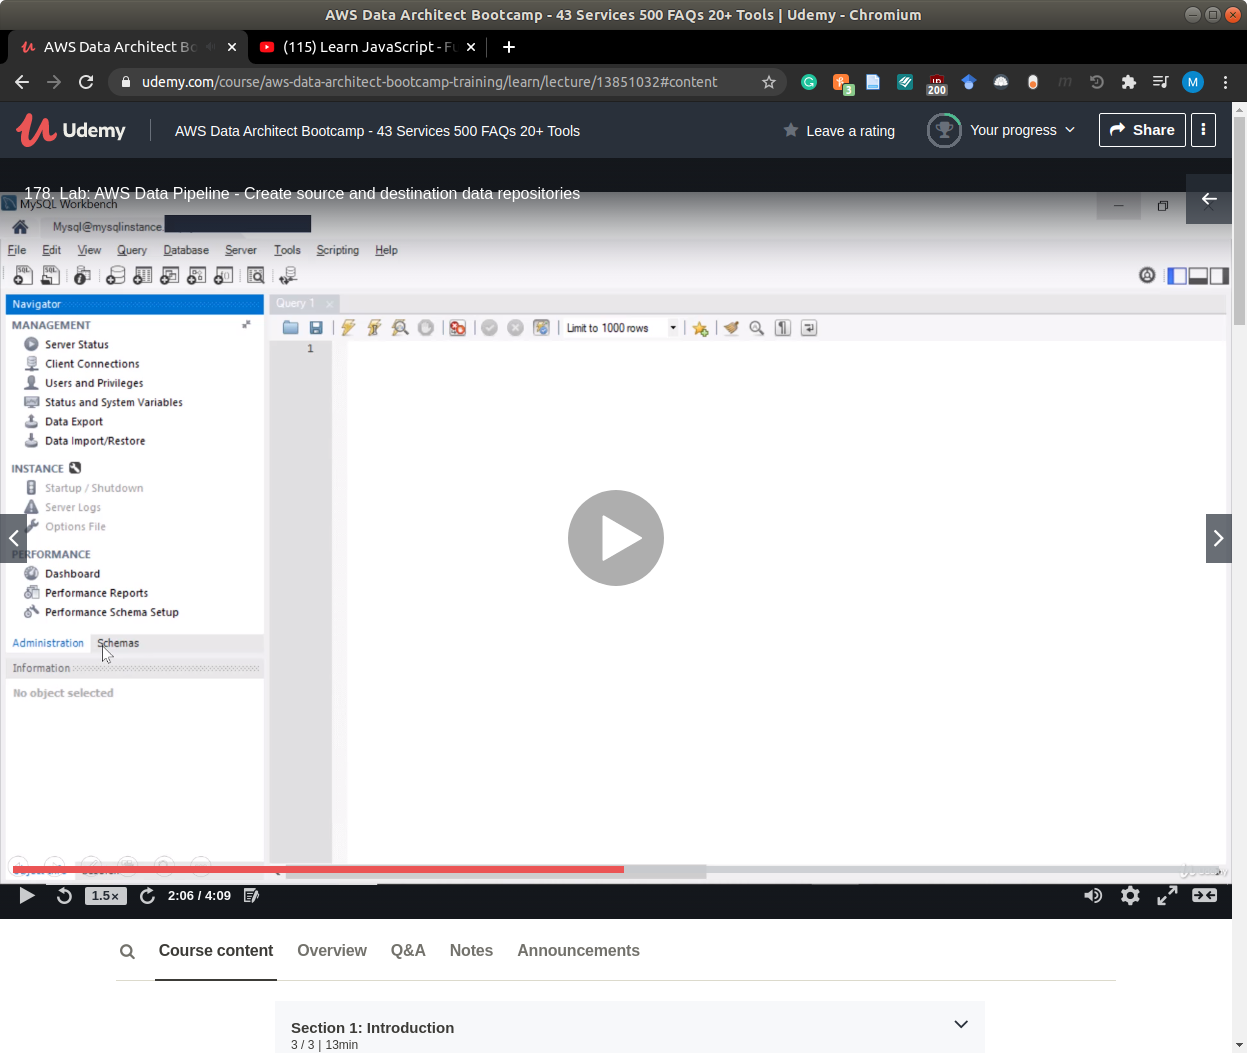 AWS Data Architect Bootcamp - 43 Services 500 FAQs 20+ Tools | Udemy - Chromium
AWS Data Architect Bo
(115) Learn JavaScript - Fu
udemy.com/course/aws-data-architect-bootcamp-training/learn/lecture/13851032#content
3
200
M
Udemy
AWS Data Architect Bootcamp - 43 Services 500 FAQs 20+ Tools
Leave a rating
Your progress
Share
178. Lab: AWS Data Pipeline - Create source and destination data repositories
MySQL Workbench
Mysql@mysqlinstance.
File Edit View Query Database Server Tools Scripting Help
Navigator
Query 1
MANAGEMENT
Limit to 1000 rows
Server Status
1
Client Connections
Users and Privileges
Status and System Variables
Data Export
Data Import/Restore
INSTANCE
Startup / Shutdown
Server Logs
Options File
PERFORMANCE
Dashboard
Performance Reports
Performance Schema Setup
Administration Schemas
Information
No object selected
1.5×
2:06 / 4:09
Course content Overview Q&A Notes Announcements
Section 1: Introduction
3 / 3 | 13min